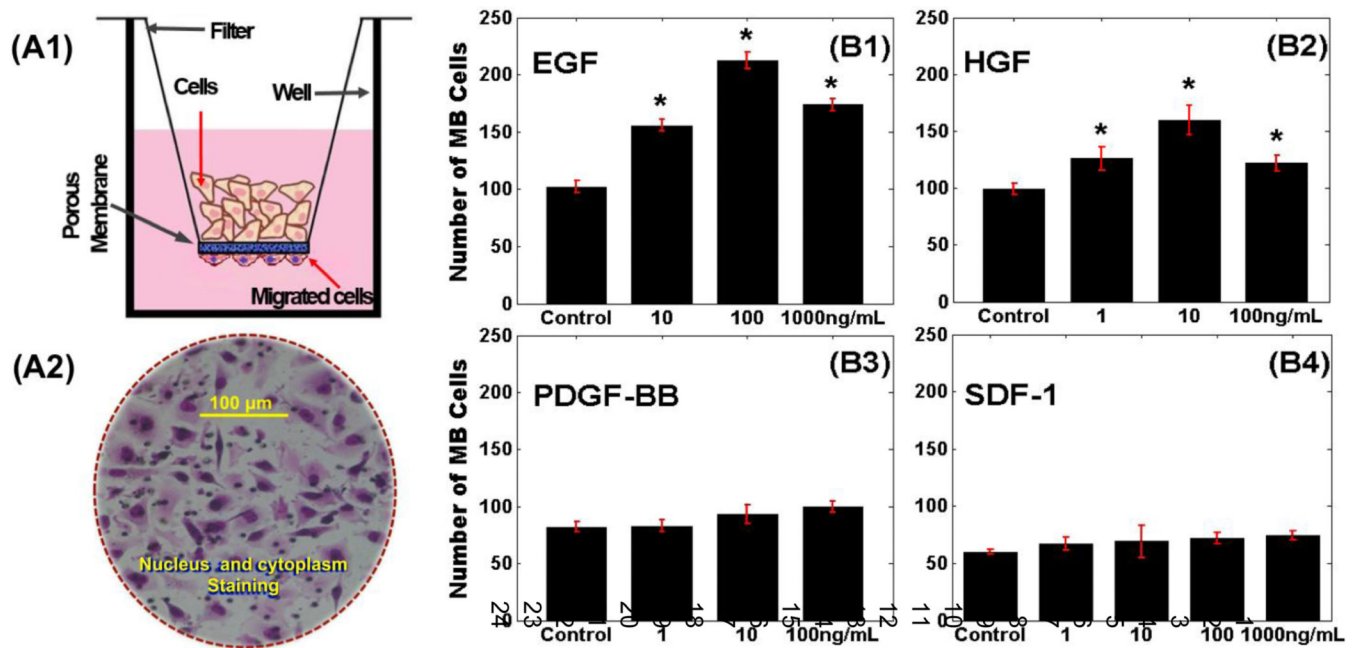 (A1)
Filter
Cells
Well
Porous
Membrane
Migrated cells
(A2)
100 µm
Nucleus and cytoplasm
Staining
(B1)
EGF
Number of MB Cells
250
200
150
100
50
0
*
*
*
Control 10 100 1000ng/mL
(B2)
HGF
250
200
150
100
50
0
*
*
*
Control 1 10 100ng/mL
(B3)
PDGF-BB
Number of MB Cells
250
200
150
100
50
0
Control 1 10 100ng/mL
(B4)
SDF-1
250
200
150
100
50
0
Control 1 10 100 1000ng/mL